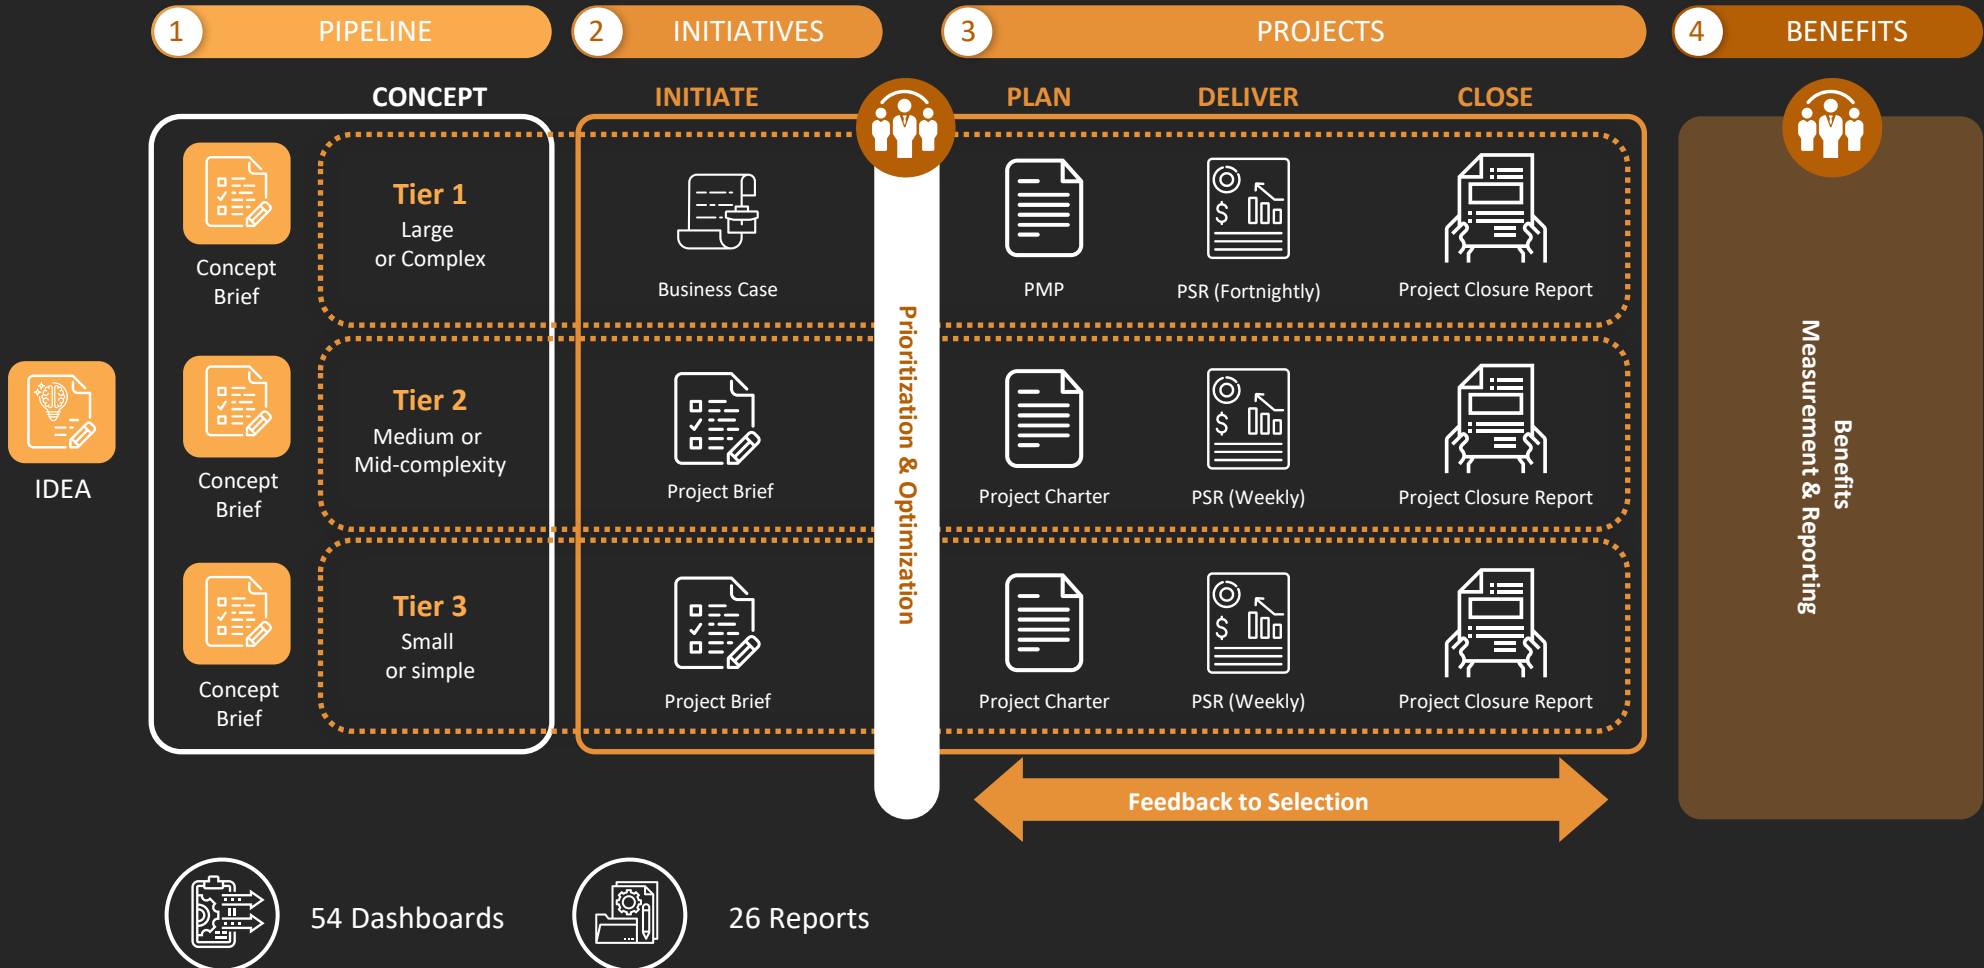 1 PIPELINE
2 INITIATIVES
3 PROJECTS
4 BENEFITS
CONCEPT
INITIATE
PLAN
DELIVER
CLOSE
IDEA
Concept
Brief
Tier 1
Large
or Complex
Business Case
PMP
PSR (Fortnightly)
Project Closure Report
Concept
Brief
Tier 2
Medium or
Mid-complexity
Project Brief
Project Charter
PSR (Weekly)
Project Closure Report
Concept
Brief
Tier 3
Small
or simple
Project Brief
Project Charter
PSR (Weekly)
Project Closure Report
Prioritization & Optimization
Benefits
Measurement & Reporting
Feedback to Selection
54 Dashboards
26 Reports